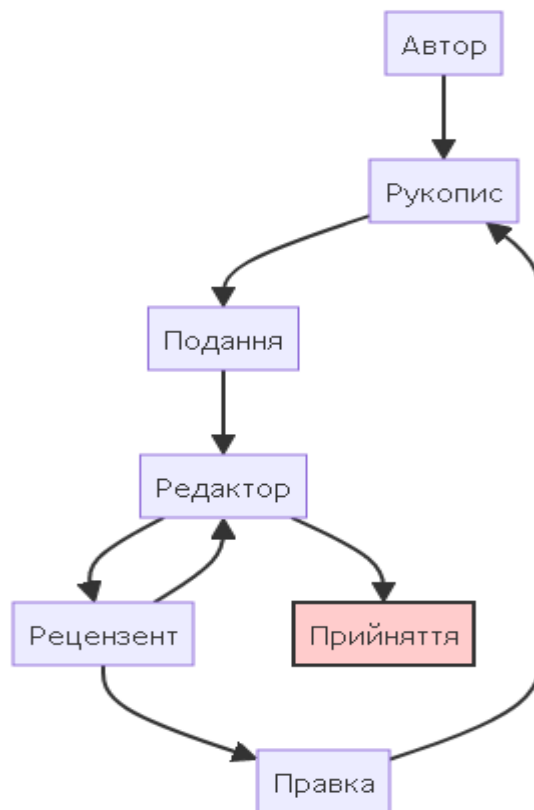 Автор
Рукопис
Подання
Редактор
Рецензент
Прийняття
Правка